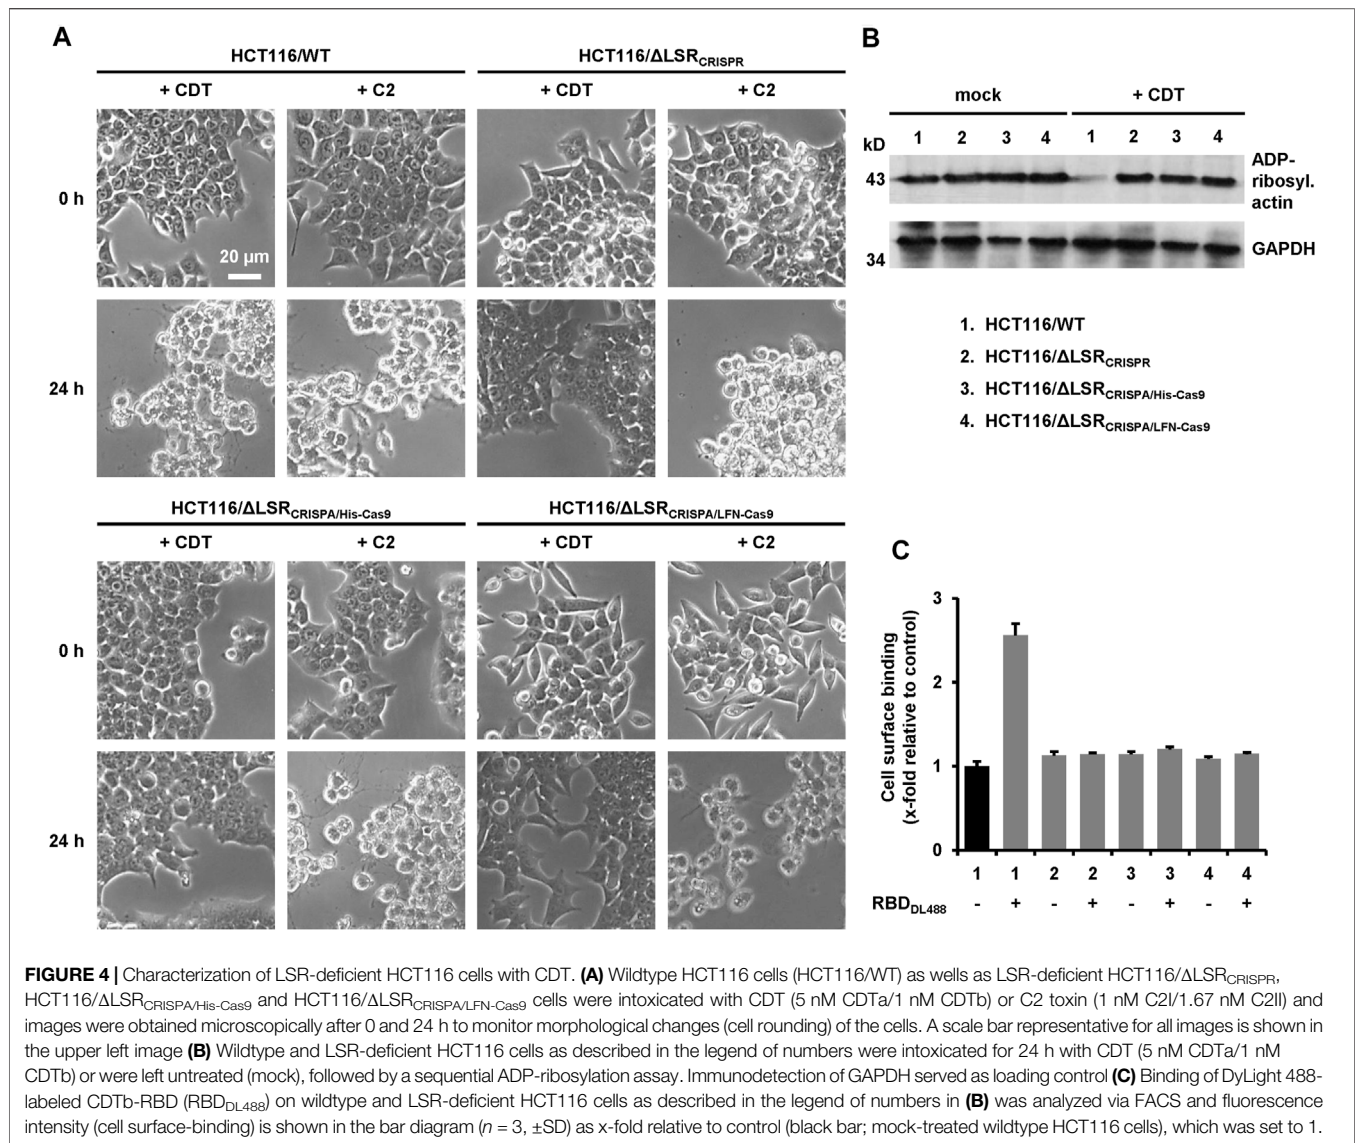 A
HCT116/WT
HCT116/ΔLSRCRISPR
+ CDT
+ C2
+ CDT
+ C2
0 h
20 µm
24 h
HCT116/ΔLSRCRISPA/His-Cas9
HCT116/ΔLSRCRISPA/LFN-Cas9
+ CDT
+ C2
+ CDT
+ C2
0 h
24 h
B
mock
+ CDT
kD
1 2 3 4 1 2 3 4
43
ADP-
ribosyl.
actin
34
GAPDH
1. HCT116/WT
2. HCT116/ΔLSRCRISPR
3. HCT116/ΔLSRCRISPA/His-Cas9
4. HCT116/ΔLSRCRISPA/LFN-Cas9
C
Cell surface binding
(x-fold relative to control)
3
2
1
0
1 1 2 2 3 3 4 4
RBDDL488 - + - + - + - +
FIGURE 4 | Characterization of LSR-deficient HCT116 cells with CDT. (A) Wildtype HCT116 cells (HCT116/WT) as wells as LSR-deficient HCT116/ΔLSRCRISPR,
HCT116/ΔLSRCRISPA/His-Cas9 and HCT116/ΔLSRCRISPA/LFN-Cas9 cells were intoxicated with CDT (5 nM CDTa/1 nM CDTb) or C2 toxin (1 nM C2I/1.67 nM C2II) and
images were obtained microscopically after 0 and 24 h to monitor morphological changes (cell rounding) of the cells. A scale bar representative for all images is shown in
the upper left image (B) Wildtype and LSR-deficient HCT116 cells as described in the legend of numbers were intoxicated for 24 h with CDT (5 nM CDTa/1 nM
CDTb) or were left untreated (mock), followed by a sequential ADP-ribosylation assay. Immunodetection of GAPDH served as loading control (C) Binding of DyLight 488-
labeled CDTb-RBD (RBDDL488) on wildtype and LSR-deficient HCT116 cells as described in the legend of numbers in (B) was analyzed via FACS and fluorescence
intensity (cell surface-binding) is shown in the bar diagram (n = 3, ±SD) as x-fold relative to control (black bar; mock-treated wildtype HCT116 cells), which was set to 1.